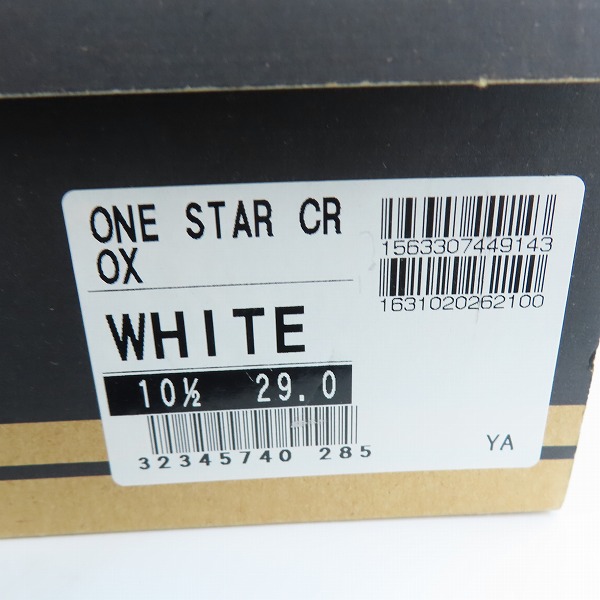 ONE STAR CR
OX
WHITE
10½ 29.0
32345740 285
1563307449143
1631020262100
YA